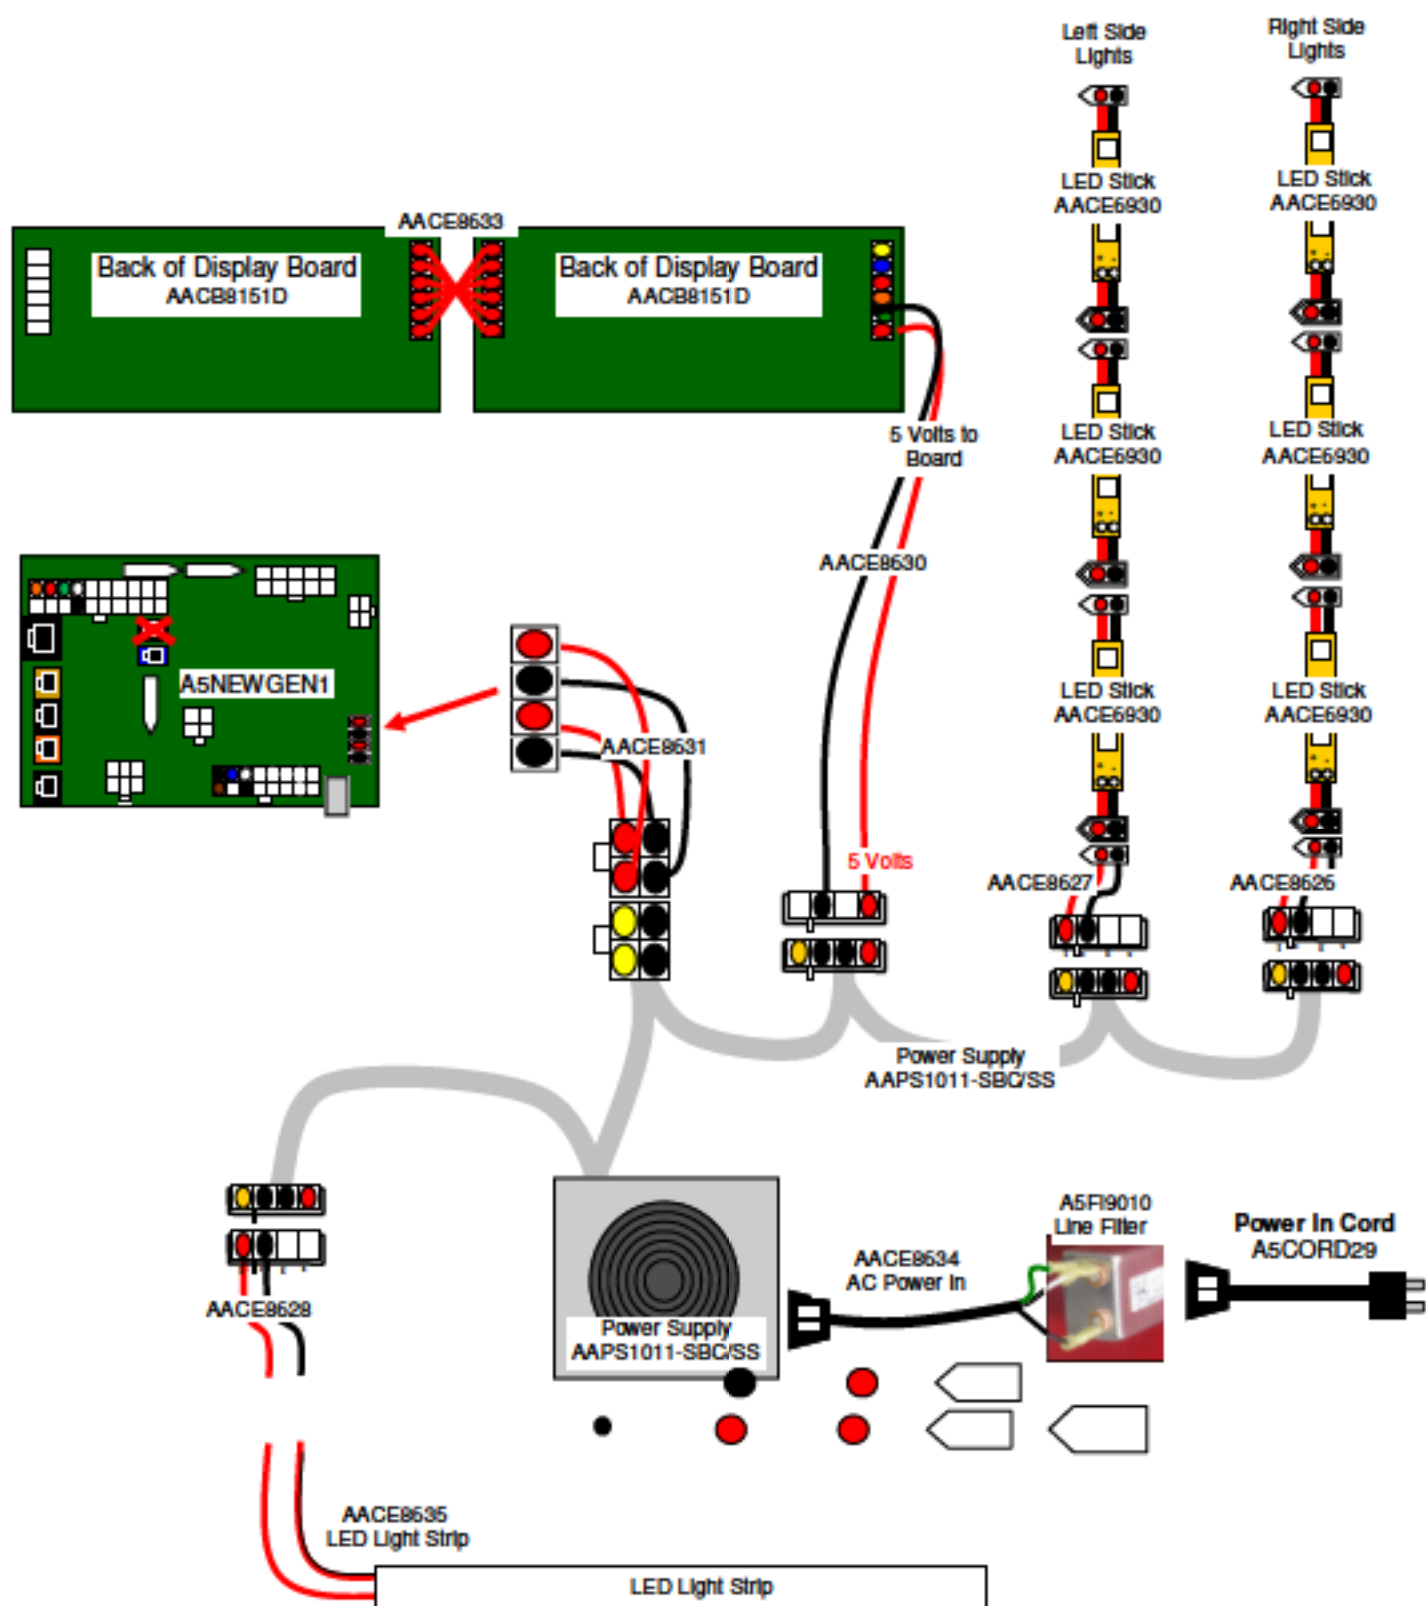 Left Side
Lights
Right Side
Lights
LED Stick
AACE6930
LED Stick
AACE6930
AACE8633
Back of Display Board
AACB8151D
Back of Display Board
AACB8151D
5 Volts to
Board
LED Stick
AACE6930
LED Stick
AACE6930
AACE8630
A5NEWGEN1
LED Stick
AACE6930
LED Stick
AACE6930
AACE8631
5 Volts
AACE8627
AACE8626
Power Supply
AAPS1011-SBC/SS
A5FI9010
Line Filter
Power In Cord
A5CORD29
AACE8634
AC Power In
AACE8628
Power Supply
AAPS1011-SBC/SS
AACE8635
LED Light Strip
LED Light Strip